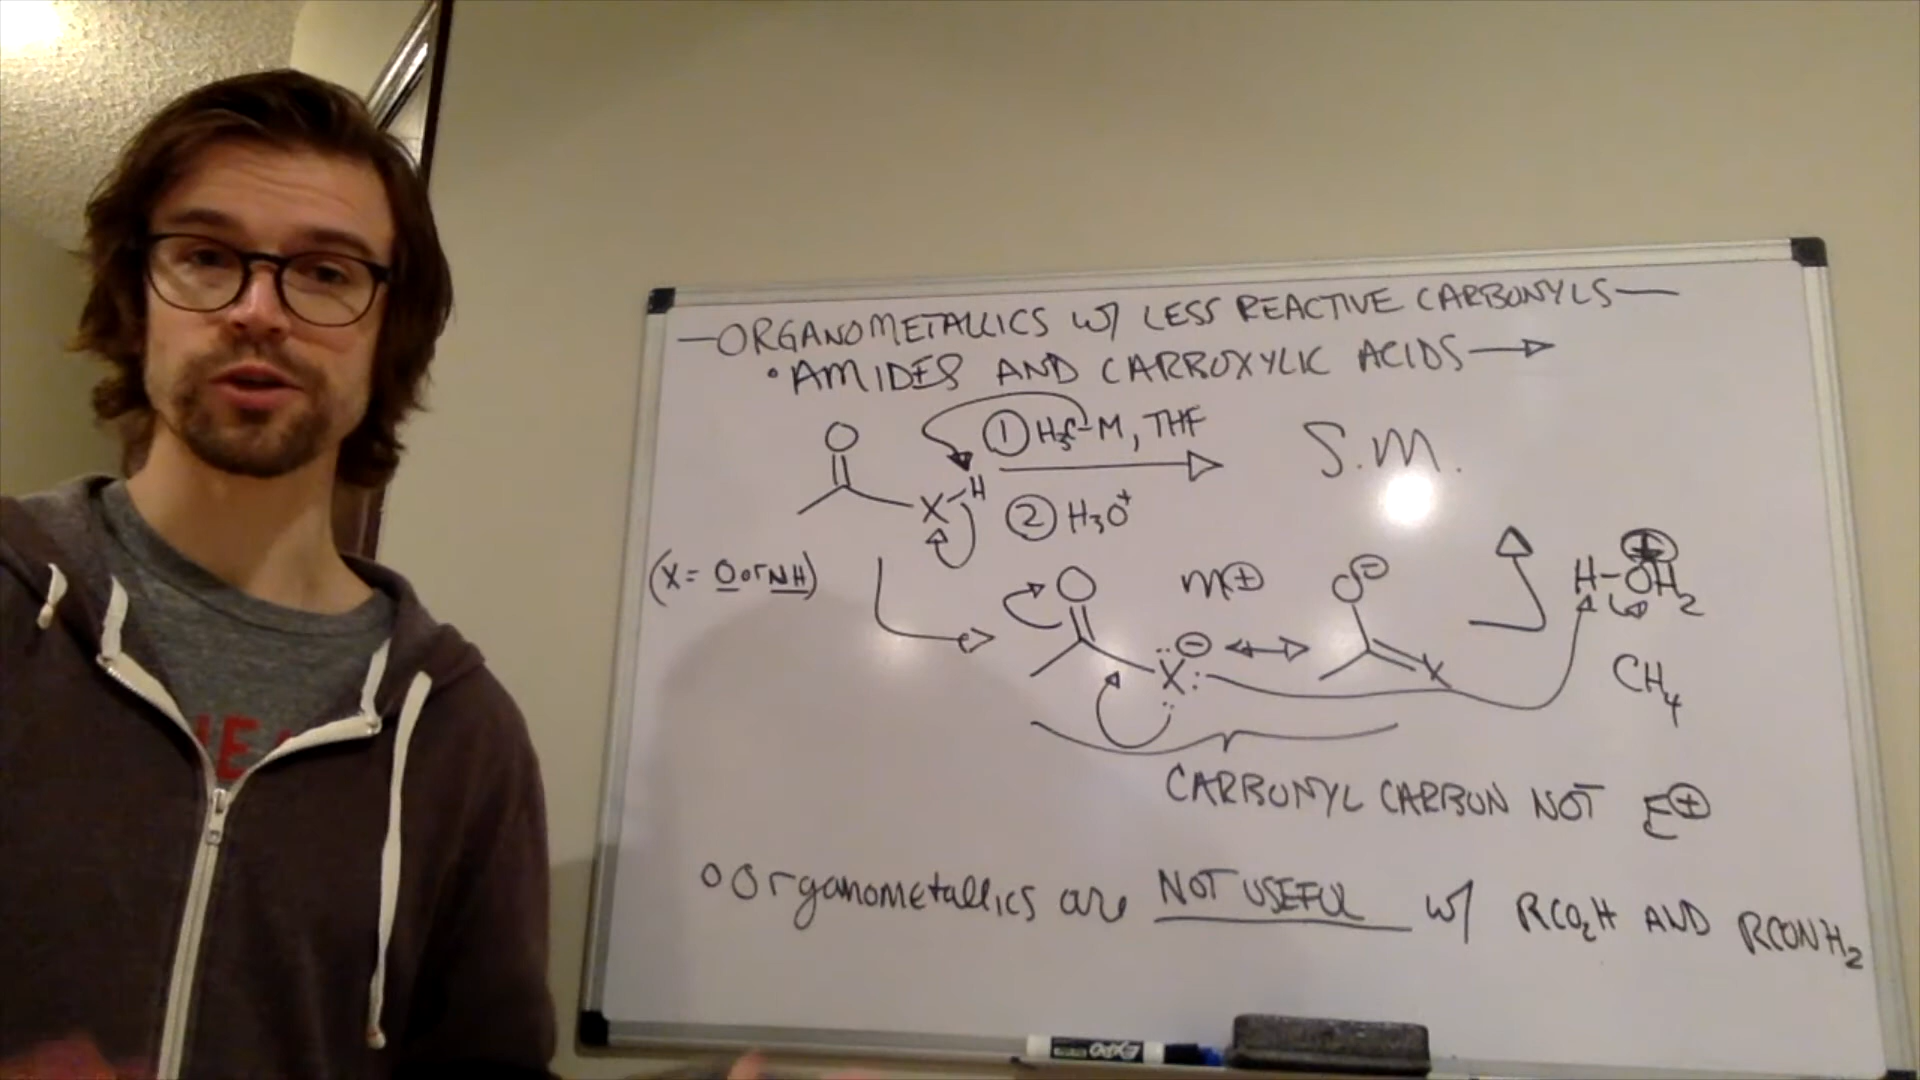 —ORGANOMETALLICS W/ LESS REACTIVE CARBONYLS—
• AMIDES AND CARBOXYLIC ACIDS →
① H₃C-M, THF
O
X-H
② H₃O⁺
S.M.
(X = O or NH)
O
M⊕
O⊖
H-OH₂ ⊕
X⊖
X
CH₄
CARBONYL CARBON NOT E⊕
o Organometallics are NOT USEFUL w/ RCO₂H AND RCONH₂
EXPO